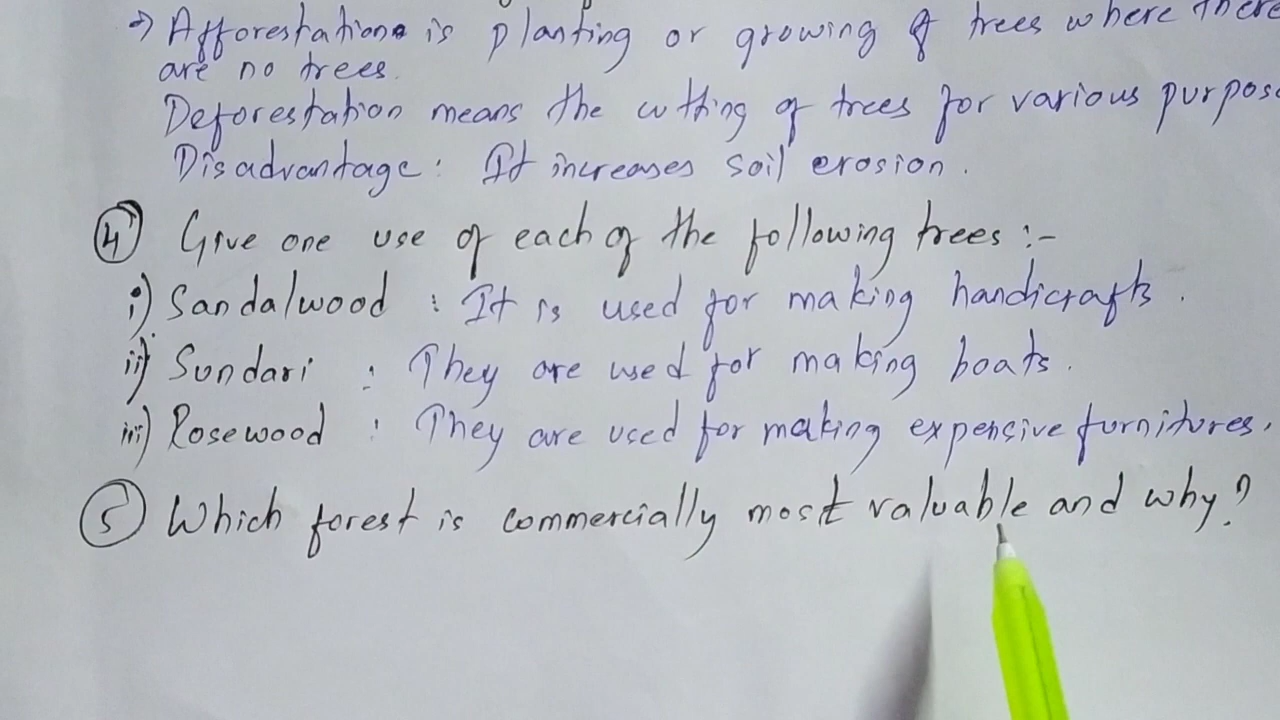 → Afforestation is planting or growing of trees where there
are no trees.
Deforestation means the cutting of trees for various purpose
Disadvantage : It increases soil erosion.
④ Give one use of each of the following trees :-
i) Sandalwood : It is used for making handicrafts.
ii) Sundari : They are used for making boats.
iii) Rosewood : They are used for making expensive furnitures.
⑤ Which forest is commercially most valuable and why?